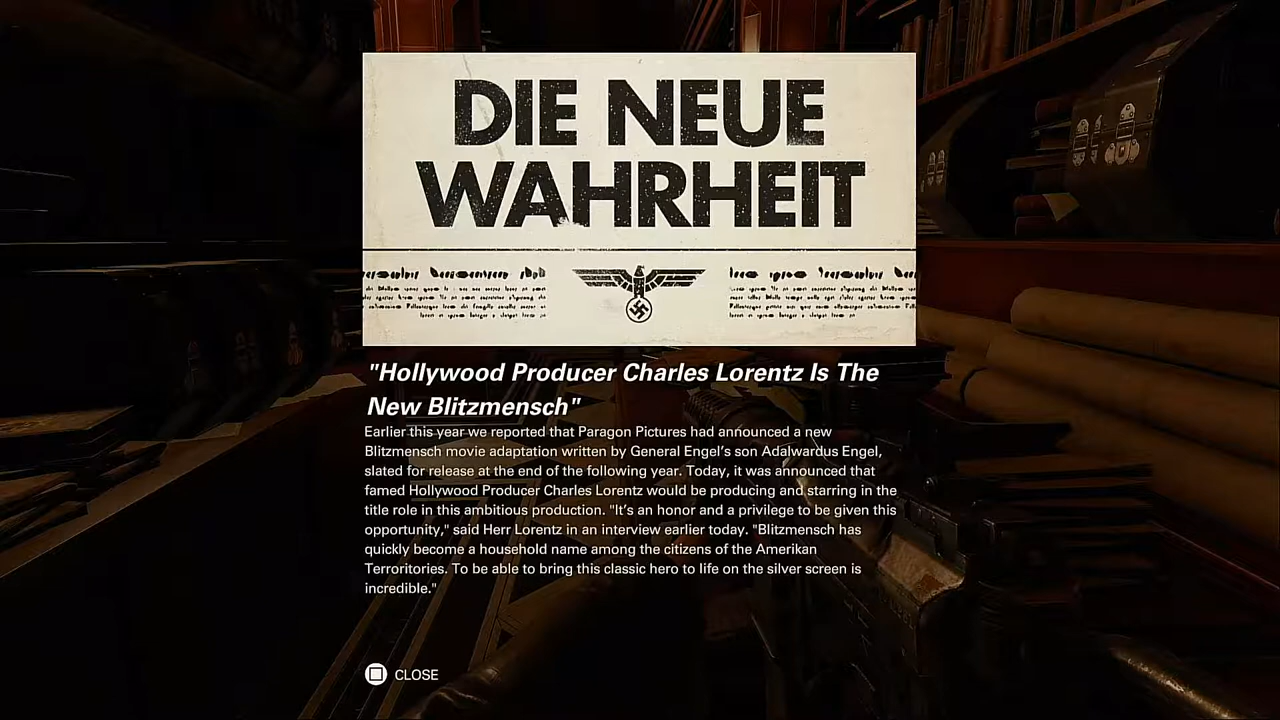 DIE NEUE
WAHRHEIT
"Hollywood Producer Charles Lorentz Is The
New Blitzmensch"
Earlier this year we reported that Paragon Pictures had announced a new
Blitzmensch movie adaptation written by General Engel's son Adalwardus Engel,
slated for release at the end of the following year. Today, it was announced that
famed Hollywood Producer Charles Lorentz would be producing and starring in the
title role in this ambitious production. "It's an honor and a privilege to be given this
opportunity," said Herr Lorentz in an interview earlier today. "Blitzmensch has
quickly become a household name among the citizens of the Amerikan
Terroritories. To be able to bring this classic hero to life on the silver screen is
incredible."
CLOSE